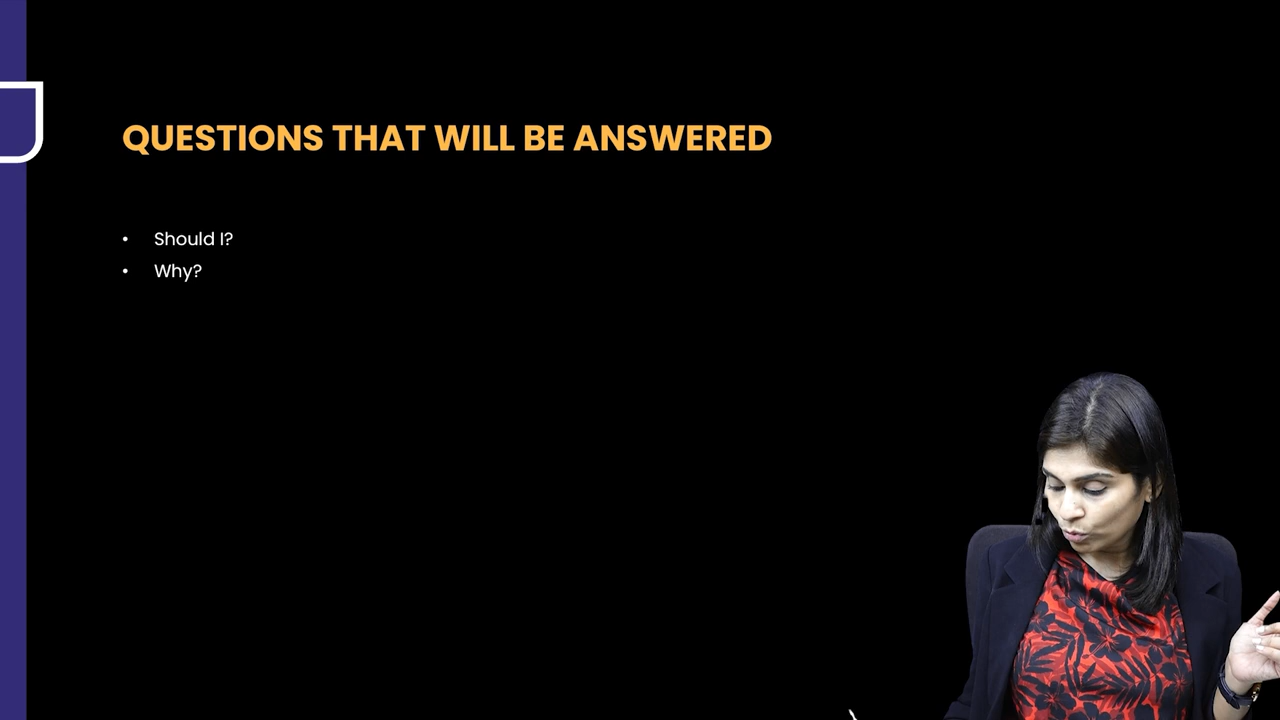 QUESTIONS THAT WILL BE ANSWERED
• Should I?
• Why?